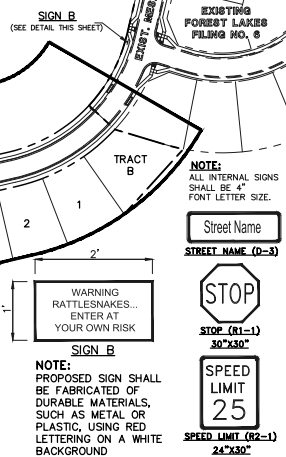 SIGN B
(SEE DETAIL THIS SHEET)
EXISTING
FOREST LAKES
FILING NO. 6
EXIST. MES
TRACT
B
1
2
NOTE:
ALL INTERNAL SIGNS
SHALL BE 4"
FONT LETTER SIZE.
Street Name
STREET NAME (D-3)
2'
1'
WARNING
RATTLESNAKES...
ENTER AT
YOUR OWN RISK
SIGN B
STOP
STOP (R1-1)
30"X30"
NOTE:
PROPOSED SIGN SHALL
BE FABRICATED OF
DURABLE MATERIALS,
SUCH AS METAL OR
PLASTIC, USING RED
LETTERING ON A WHITE
BACKGROUND
SPEED
LIMIT
25
SPEED LIMIT (R2-1)
24"X30"